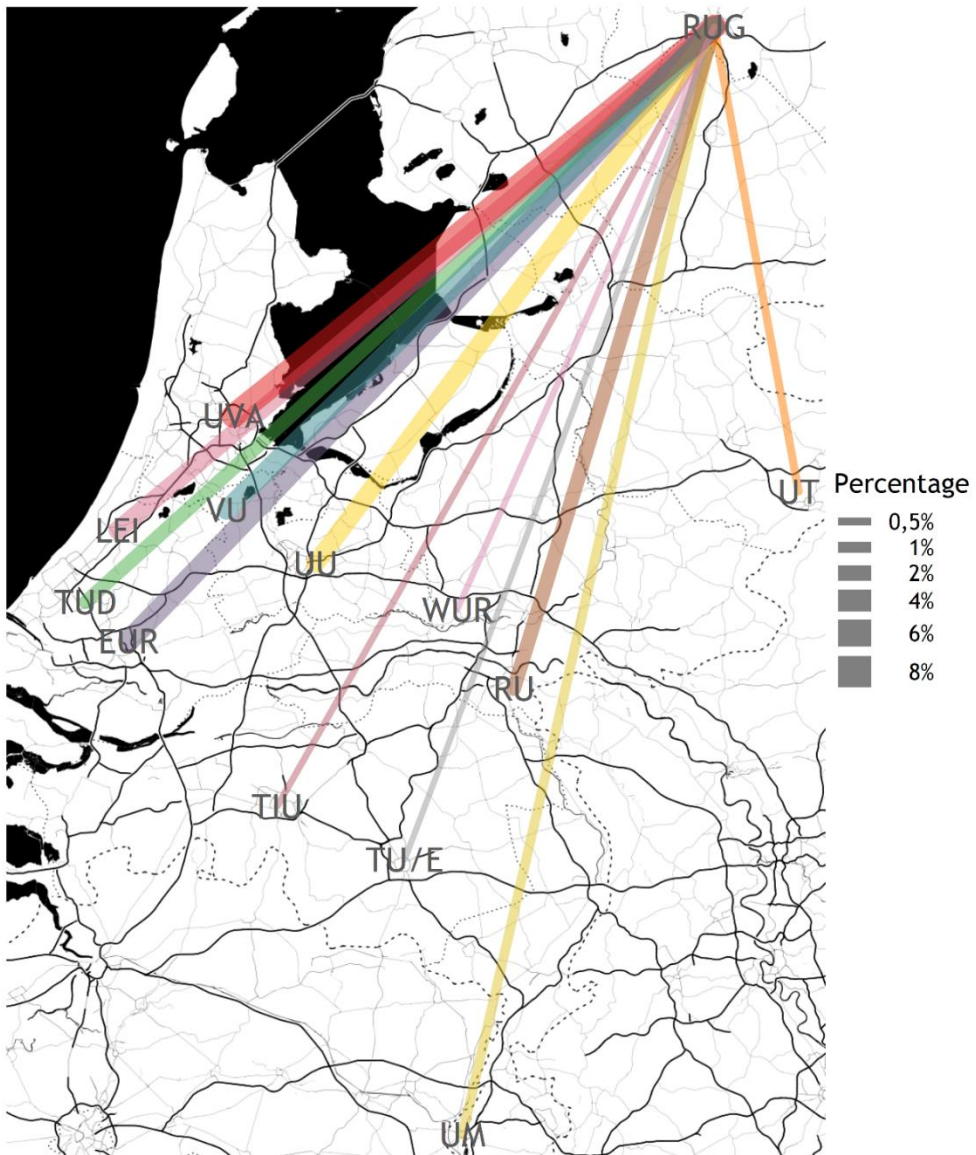 RUG
UVA
UT
Percentage
0,5%
1%
2%
4%
6%
8%
VU
LEI
UU
TUD
WUR
EUR
RU
TIU
TU/E
UM